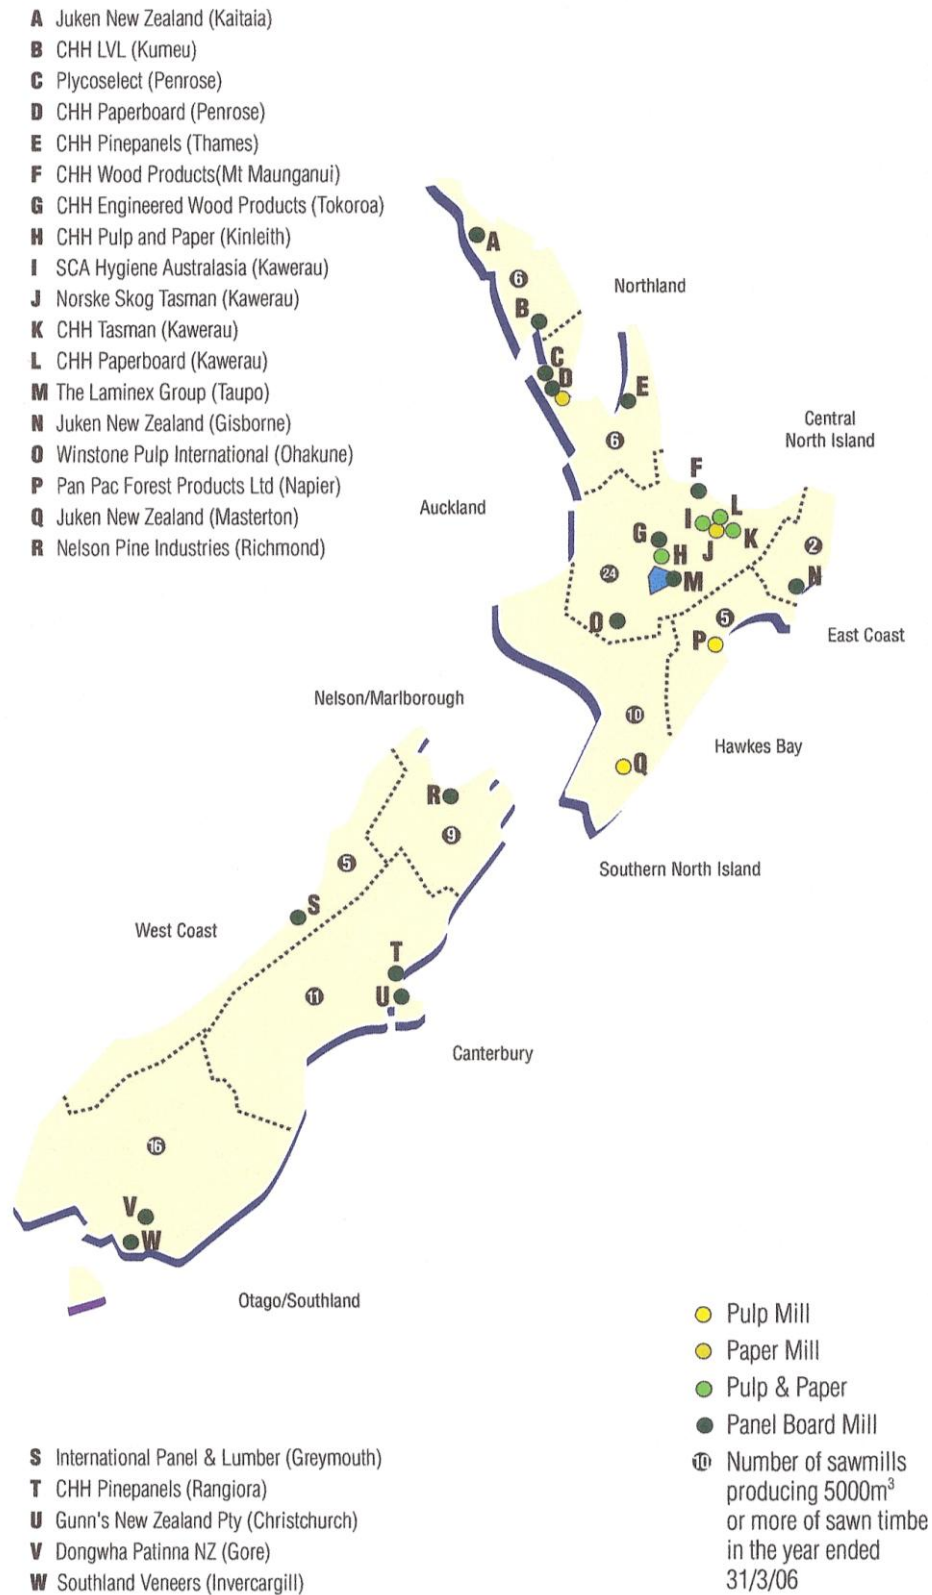 A Juken New Zealand (Kaitaia)
B CHH LVL (Kumeu)
C Plycoselect (Penrose)
D CHH Paperboard (Penrose)
E CHH Pinepanels (Thames)
F CHH Wood Products(Mt Maunganui)
G CHH Engineered Wood Products (Tokoroa)
H CHH Pulp and Paper (Kinleith)
I SCA Hygiene Australasia (Kawerau)
J Norske Skog Tasman (Kawerau)
K CHH Tasman (Kawerau)
L CHH Paperboard (Kawerau)
M The Laminex Group (Taupo)
N Juken New Zealand (Gisborne)
O Winstone Pulp International (Ohakune)
P Pan Pac Forest Products Ltd (Napier)
Q Juken New Zealand (Masterton)
R Nelson Pine Industries (Richmond)
A
6
Northland
B
C
D
E
6
Central
North Island
F
Auckland
L
I
J
K
G
H
2
24
M
N
O
5
P
East Coast
Nelson/Marlborough
10
Hawkes Bay
Q
R
9
5
Southern North Island
S
West Coast
T
U
11
Canterbury
16
V
W
Otago/Southland
Pulp Mill
Paper Mill
Pulp & Paper
Panel Board Mill
10 Number of sawmills
producing 5000m³
or more of sawn timbe
in the year ended
31/3/06
S International Panel & Lumber (Greymouth)
T CHH Pinepanels (Rangiora)
U Gunn's New Zealand Pty (Christchurch)
V Dongwha Patinna NZ (Gore)
W Southland Veneers (Invercargill)